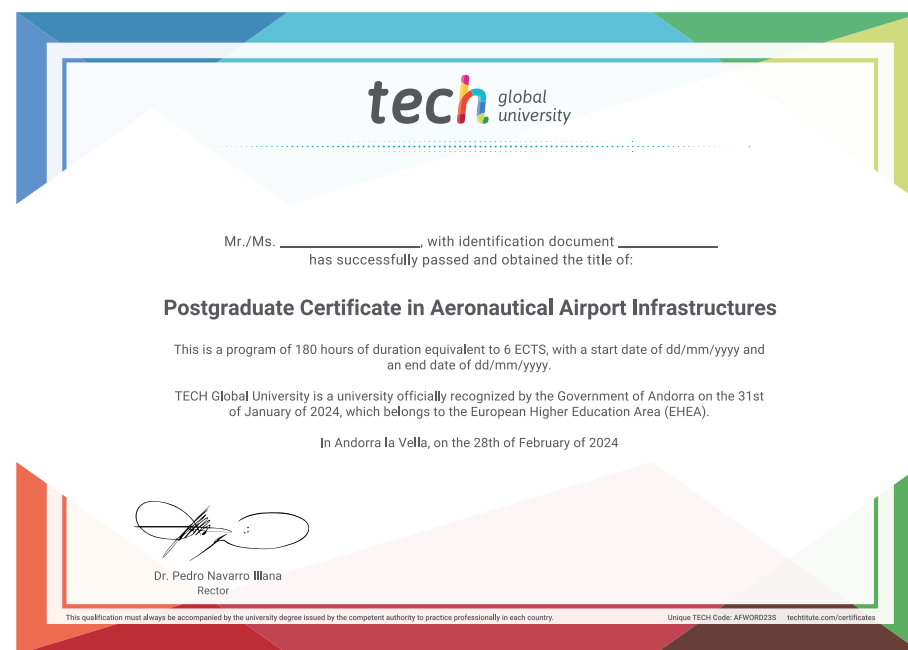 tech global university
Mr./Ms. ____________________, with identification document ______________
has successfully passed and obtained the title of:
Postgraduate Certificate in Aeronautical Airport Infrastructures
This is a program of 180 hours of duration equivalent to 6 ECTS, with a start date of dd/mm/yyyy and
an end date of dd/mm/yyyy.
TECH Global University is a university officially recognized by the Government of Andorra on the 31st
of January of 2024, which belongs to the European Higher Education Area (EHEA).
In Andorra la Vella, on the 28th of February of 2024
Dr. Pedro Navarro Illana
Rector
This qualification must always be accompanied by the university degree issued by the competent authority to practice professionally in each country.
Unique TECH Code: AFWORD23S techtitute.com/certificates